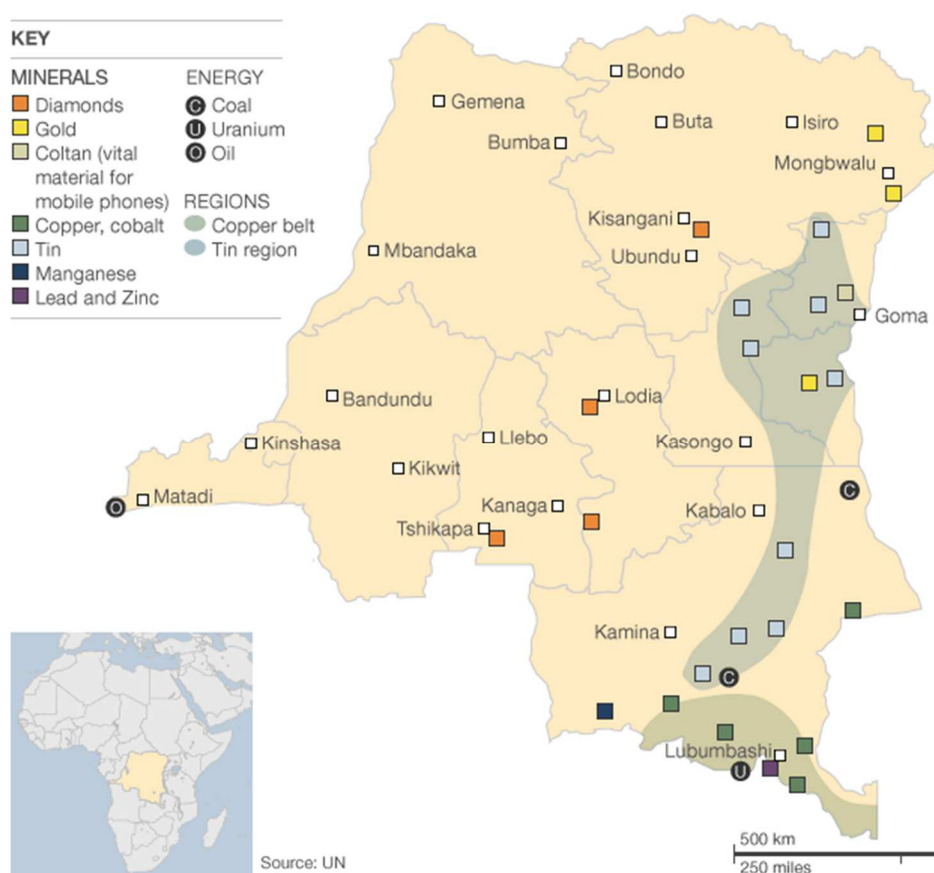 KEY
MINERALS
Diamonds
Gold
Coltan (vital
material for
mobile phones)
Copper, cobalt
Tin
Manganese
Lead and Zinc
ENERGY
C Coal
U Uranium
O Oil
REGIONS
Copper belt
Tin region
Bondo
Gemena
Buta
Isiro
Bumba
Mongbwalu
Kisangani
Mbandaka
Ubundu
Goma
Bandundu
Lodia
Kinshasa
Llebo
Kasongo
Kikwit
C
Matadi
O
Kanaga
Kabalo
Tshikapa
Kamina
C
Lubumbashi
U
500 km
250 miles
Source: UN